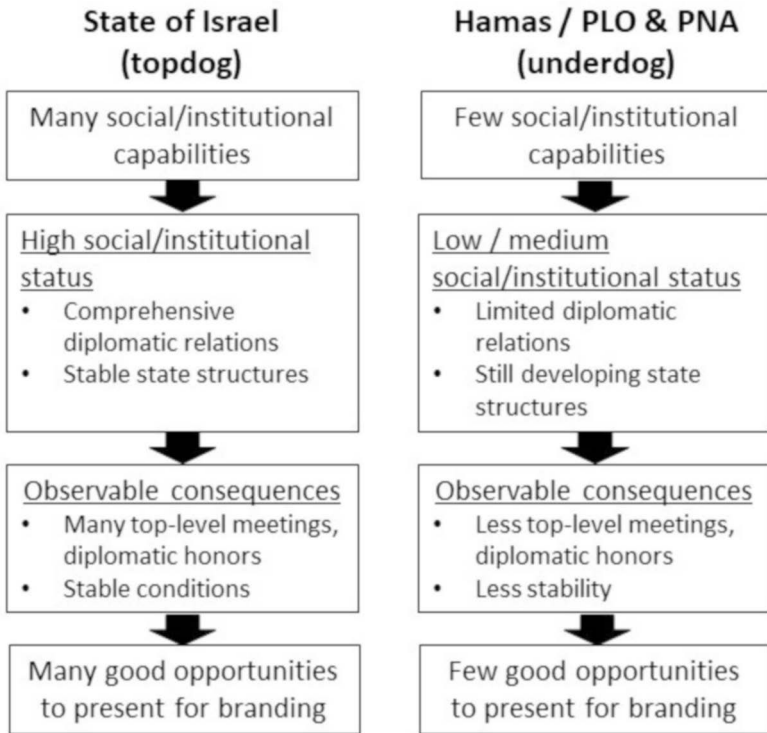 State of Israel
(topdog)
Many social/institutional
capabilities
High social/institutional
status
• Comprehensive
diplomatic relations
• Stable state structures
Observable consequences
• Many top-level meetings,
diplomatic honors
• Stable conditions
Many good opportunities
to present for branding
Hamas / PLO & PNA
(underdog)
Few social/institutional
capabilities
Low / medium
social/institutional status
• Limited diplomatic
relations
• Still developing state
structures
Observable consequences
• Less top-level meetings,
diplomatic honors
• Less stability
Few good opportunities
to present for branding